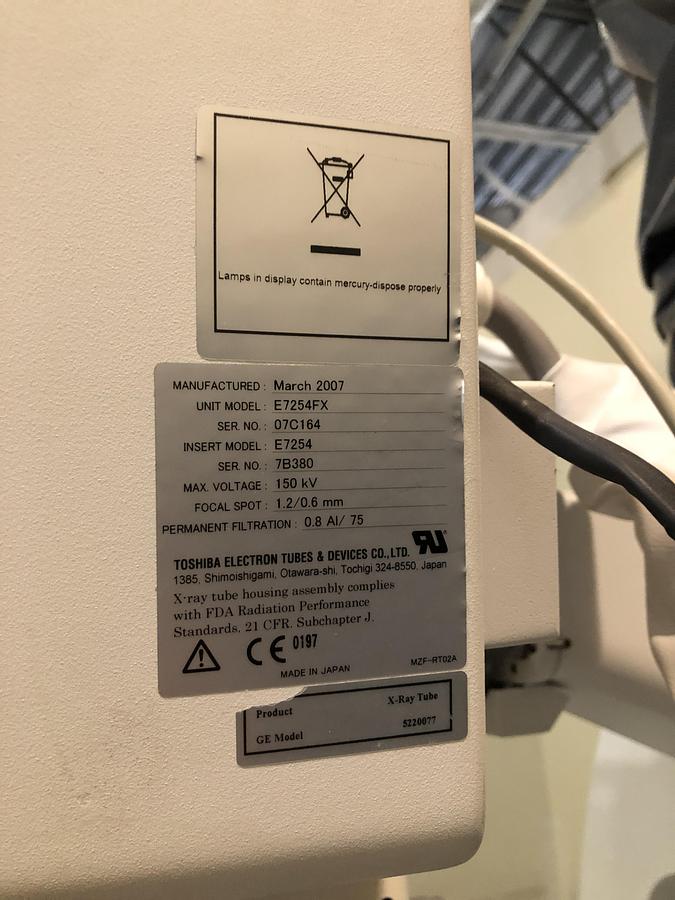 Lamps in display contain mercury-dispose properly
MANUFACTURED : March 2007
UNIT MODEL : E7254FX
SER. NO. : 07C164
INSERT MODEL : E7254
SER. NO. : 7B380
MAX. VOLTAGE : 150 kV
FOCAL SPOT : 1.2/0.6 mm
PERMANENT FILTRATION : 0.8 Al/ 75
TOSHIBA ELECTRON TUBES & DEVICES CO.,LTD.
1385, Shimoishigami, Otawara-shi, Tochigi 324-8550, Japan
X-ray tube housing assembly complies
with FDA Radiation Performance
Standards, 21 CFR. Subchapter J.
CE 0197
MADE IN JAPAN MZF-RT02A
Product X-Ray Tube
GE Model 5220077